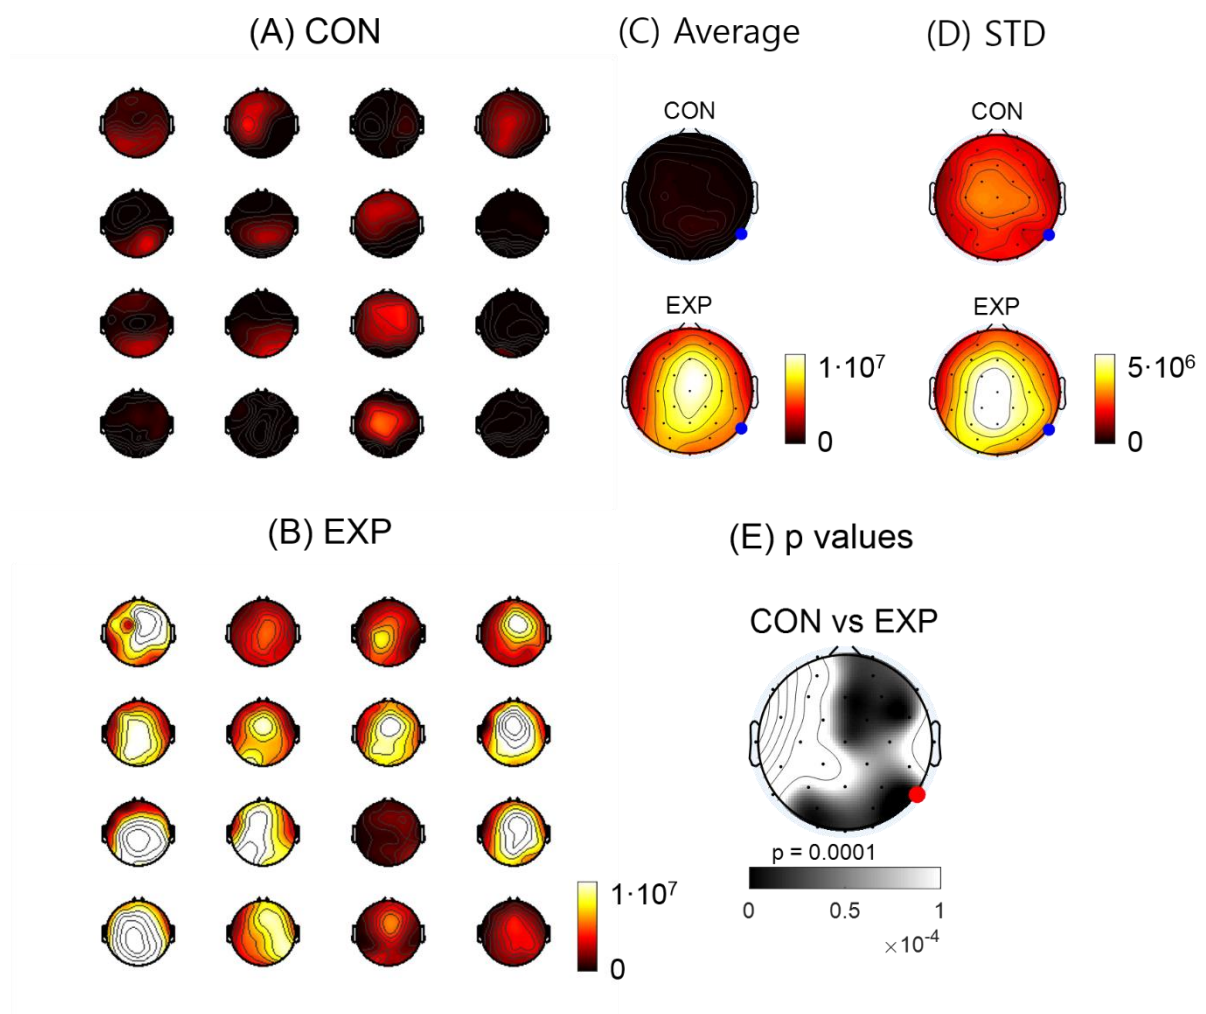 (A) CON
(C) Average
(D) STD
CON
CON
EXP
EXP
1·10⁷
0
5·10⁶
0
(B) EXP
(E) p values
CON vs EXP
p = 0.0001
0 0.5 1
×10⁻⁴
1·10⁷
0